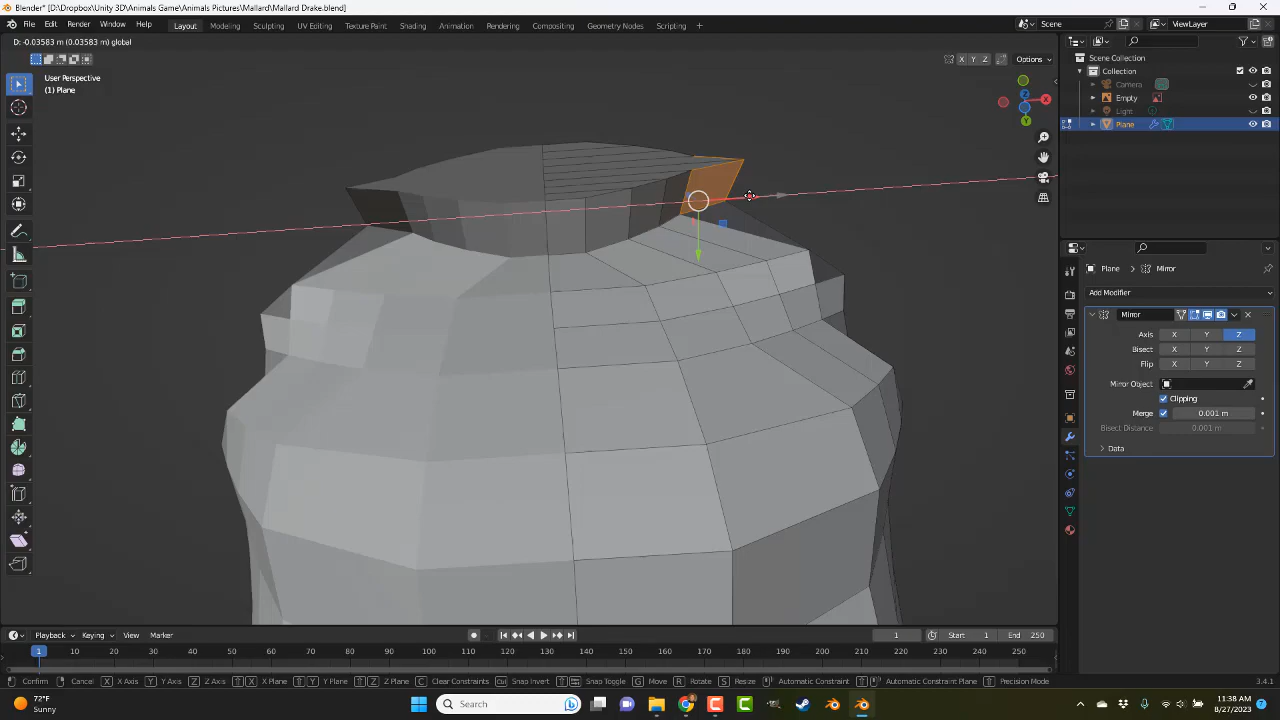 Blender* [D:\Dropbox\Unity 3D\Animals Game\Animals Pictures\Mallard\Mallard Drake.blend]
File Edit Render Window Help Layout Modeling Sculpting UV Editing Texture Paint Shading Animation Rendering Compositing Geometry Nodes Scripting + Scene ViewLayer
D: -0.03583 m (0.03583 m) global
X Y Z Options
User Perspective
(1) Plane
Z X Y
Scene Collection
Collection
Camera
Empty
Light
Plane
Plane > Mirror
Add Modifier
Mirror
Axis X Y Z
Bisect X Y Z
Flip X Y Z
Mirror Object
Clipping
Merge 0.001 m
Bisect Distance 0.001 m
Data
Playback Keying View Marker 1 Start 1 End 250
1 10 20 30 40 50 60 70 80 90 100 110 120 130 140 150 160 170 180 190 200 210 220 230 240 250
Confirm Cancel X X Axis Y Y Axis Z Z Axis X X Plane Y Y Plane Z Z Plane C Clear Constraints Ctrl Snap Invert Snap Toggle G Move R Rotate S Resize Automatic Constraint Automatic Constraint Plane Precision Mode 3.4.1
72°F
Sunny
Search
11:38 AM
8/27/2023